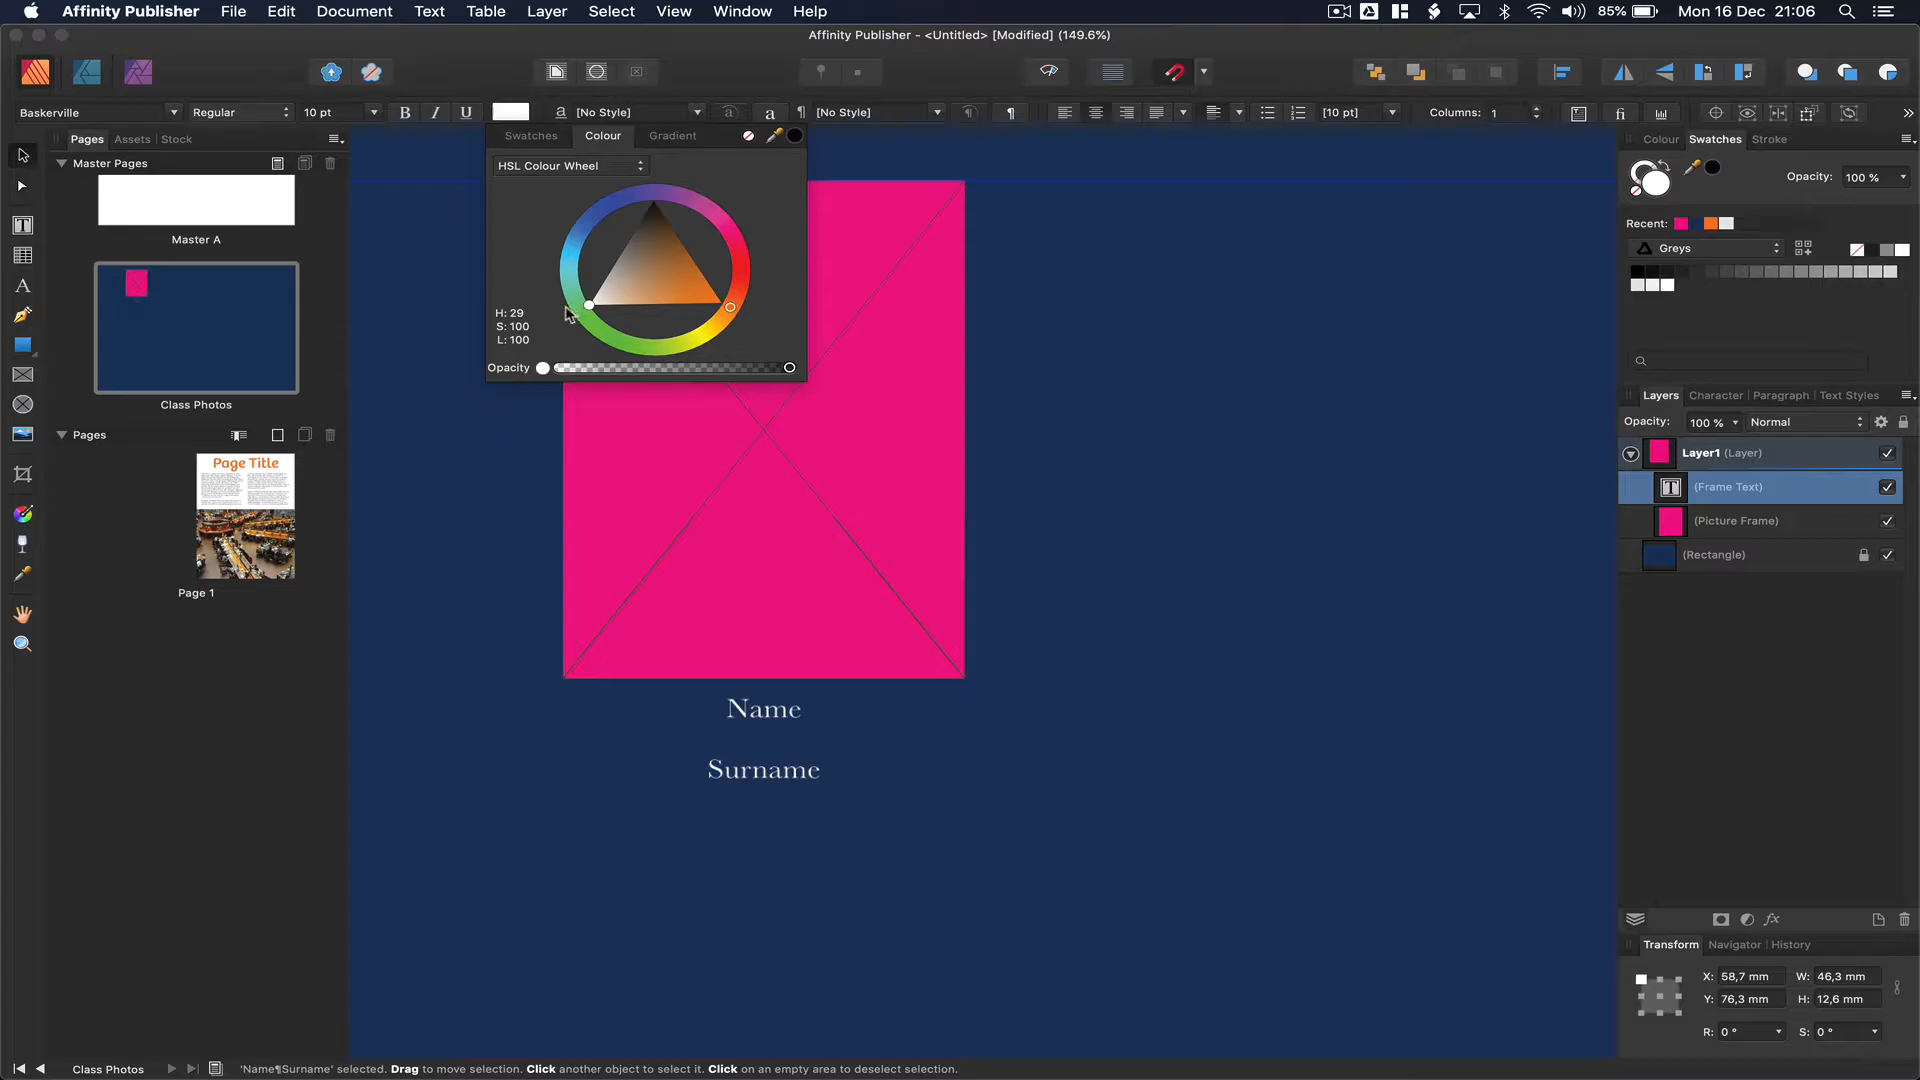 Affinity Publisher File Edit Document Text Table Layer Select View Window Help 85% Mon 16 Dec 21:06
Affinity Publisher - <Untitled> [Modified] (149.6%)
Baskerville Regular 10 pt B I U a [No Style] a a ¶ [No Style] ¶ [10 pt] Columns: 1 fi
Pages Assets Stock
Master Pages
Master A
Class Photos
Pages
Page Title
Page 1
Swatches Colour Gradient
HSL Colour Wheel
H: 29
S: 100
L: 100
Opacity
Name
Surname
Colour Swatches Stroke
Opacity: 100 %
Recent:
Greys
Layers Character Paragraph Text Styles
Opacity: 100 % Normal
Layer1 (Layer)
T (Frame Text)
(Picture Frame)
(Rectangle)
fx
Transform Navigator History
X: 58,7 mm W: 46,3 mm
Y: 76,3 mm H: 12,6 mm
R: 0 ° S: 0 °
Class Photos 'Name¶Surname' selected. Drag to move selection. Click another object to select it. Click on an empty area to deselect selection.